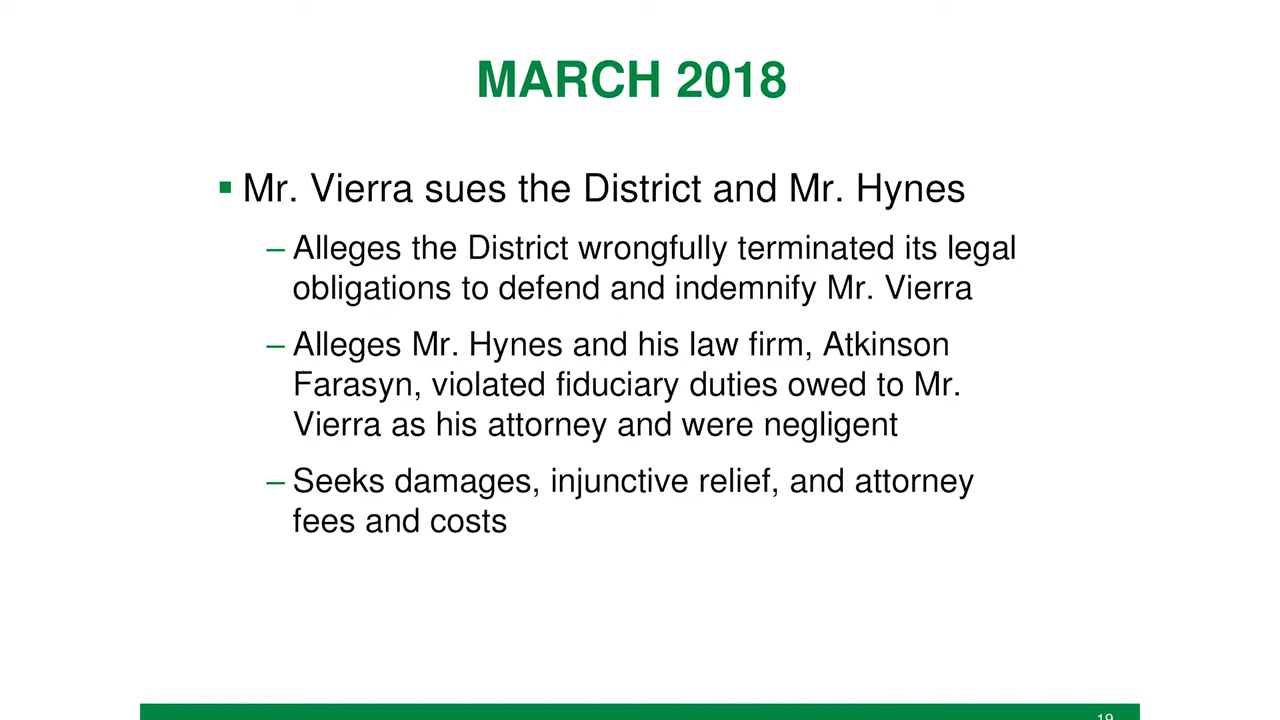 MARCH 2018
▪ Mr. Vierra sues the District and Mr. Hynes
– Alleges the District wrongfully terminated its legal
obligations to defend and indemnify Mr. Vierra
– Alleges Mr. Hynes and his law firm, Atkinson
Farasyn, violated fiduciary duties owed to Mr.
Vierra as his attorney and were negligent
– Seeks damages, injunctive relief, and attorney
fees and costs
19